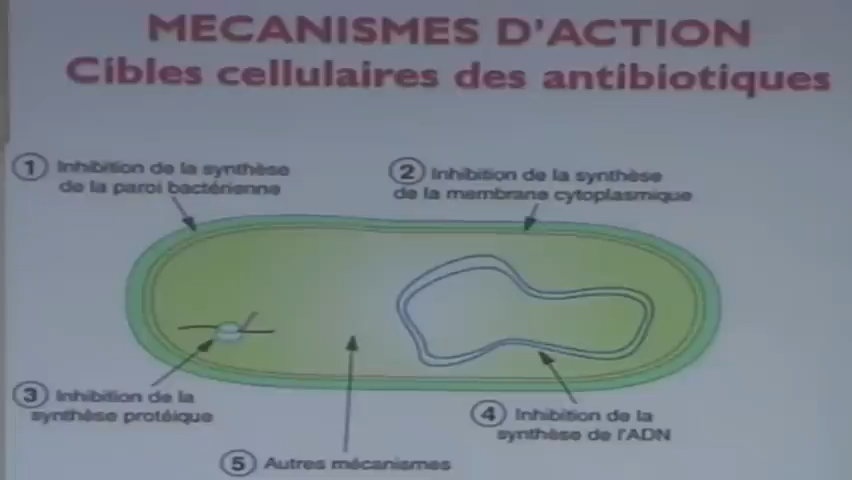 MECANISMES D'ACTION
Cibles cellulaires des antibiotiques
1 Inhibition de la synthèse
de la paroi bactérienne
2 Inhibition de la synthèse
de la membrane cytoplasmique
3 Inhibition de la
synthèse protéique
4 Inhibition de la
synthèse de l'ADN
5 Autres mécanismes